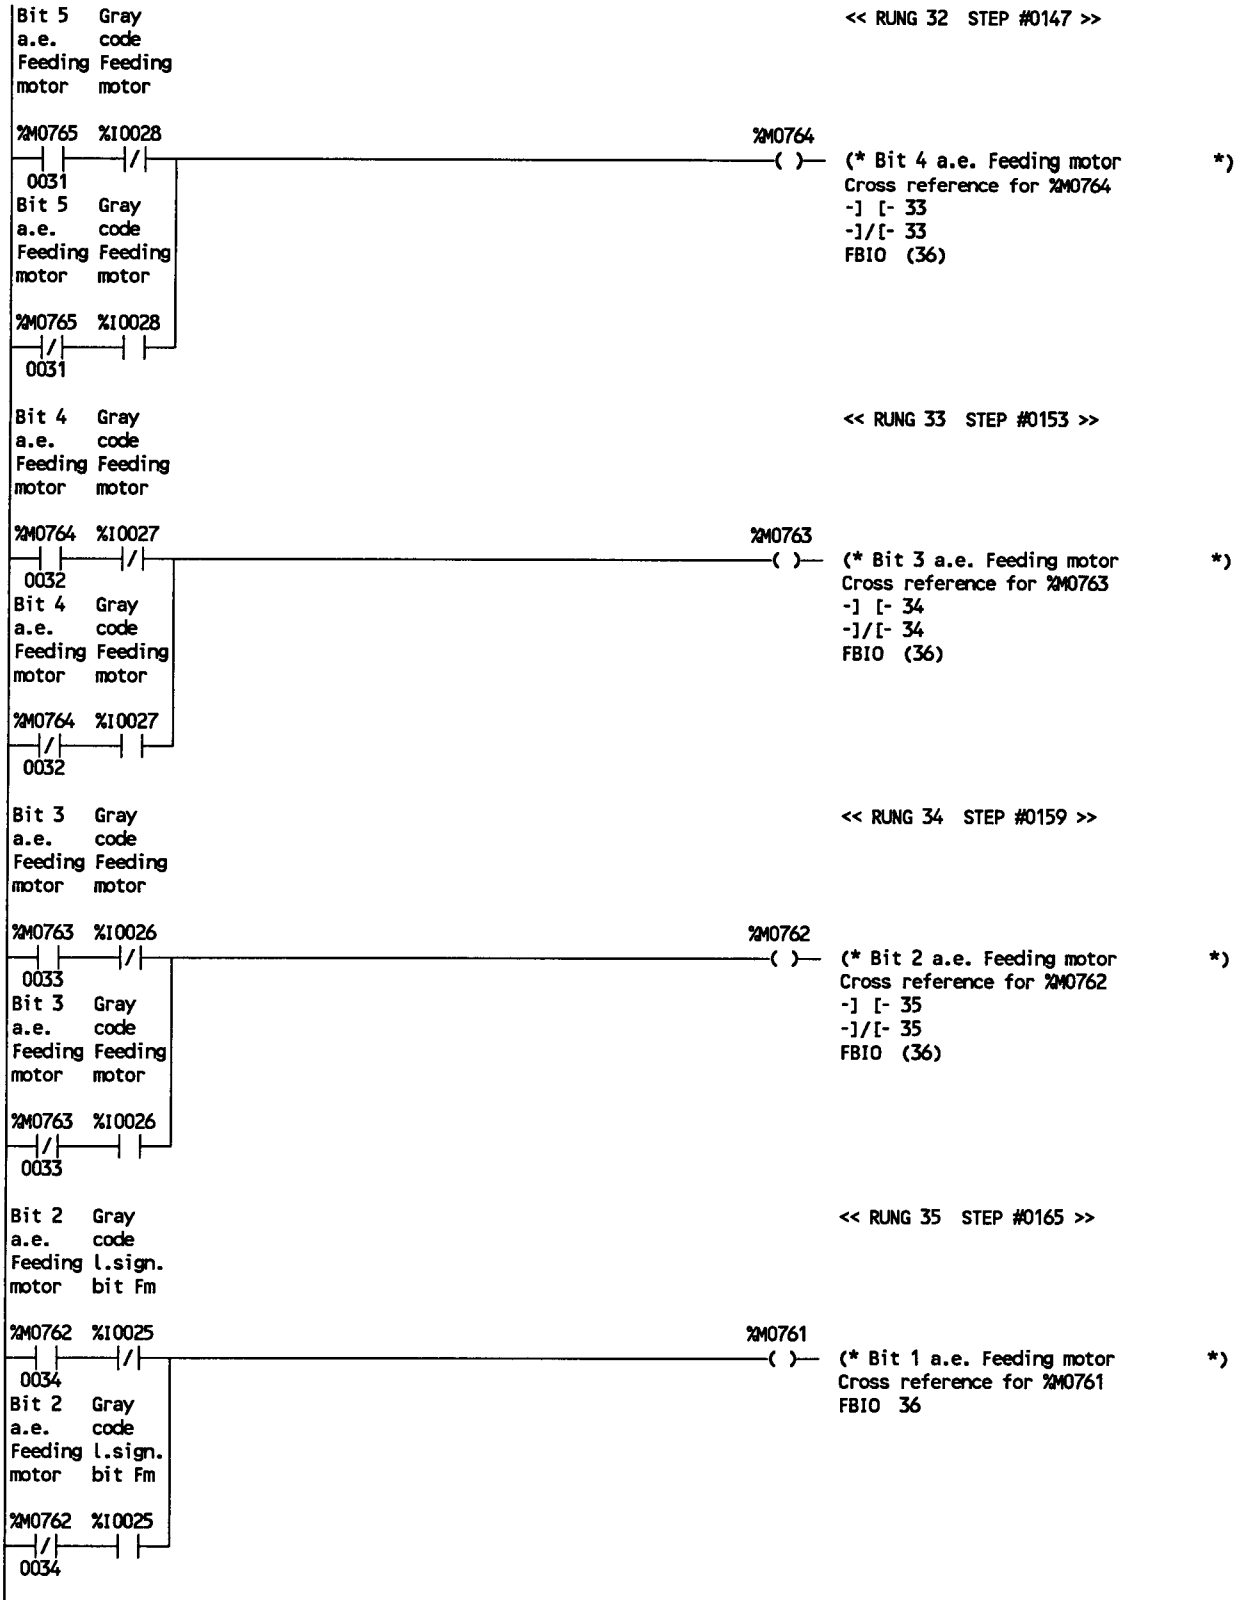 Bit 5 Gray << RUNG 32 STEP #0147 >>
a.e. code
Feeding Feeding
motor motor
%M0765 %I0028 %M0764
( ) (* Bit 4 a.e. Feeding motor *)
0031 Cross reference for %M0764
Bit 5 Gray -] [- 33
a.e. code -]/[- 33
Feeding Feeding FBIO (36)
motor motor
%M0765 %I0028
0031
Bit 4 Gray << RUNG 33 STEP #0153 >>
a.e. code
Feeding Feeding
motor motor
%M0764 %I0027 %M0763
( ) (* Bit 3 a.e. Feeding motor *)
0032 Cross reference for %M0763
Bit 4 Gray -] [- 34
a.e. code -]/[- 34
Feeding Feeding FBIO (36)
motor motor
%M0764 %I0027
0032
Bit 3 Gray << RUNG 34 STEP #0159 >>
a.e. code
Feeding Feeding
motor motor
%M0763 %I0026 %M0762
( ) (* Bit 2 a.e. Feeding motor *)
0033 Cross reference for %M0762
Bit 3 Gray -] [- 35
a.e. code -]/[- 35
Feeding Feeding FBIO (36)
motor motor
%M0763 %I0026
0033
Bit 2 Gray << RUNG 35 STEP #0165 >>
a.e. code
Feeding l.sign.
motor bit Fm
%M0762 %I0025 %M0761
( ) (* Bit 1 a.e. Feeding motor *)
0034 Cross reference for %M0761
Bit 2 Gray FBIO 36
a.e. code
Feeding l.sign.
motor bit Fm
%M0762 %I0025
0034